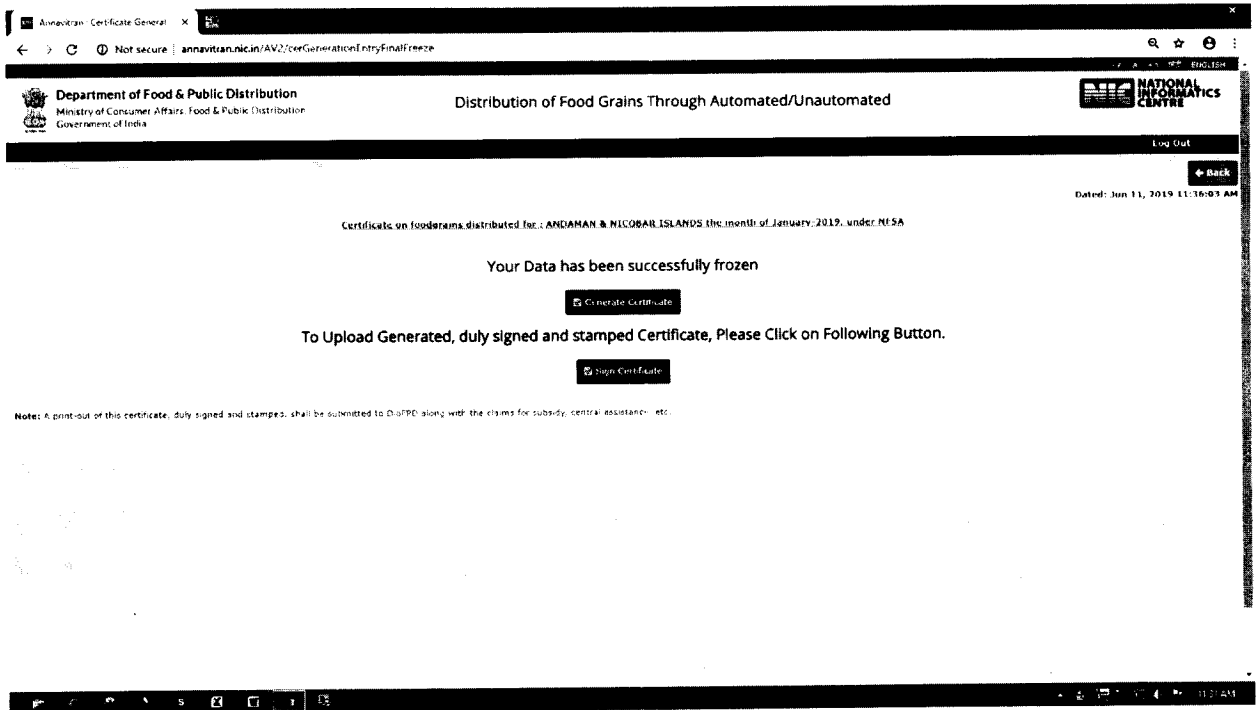 Annavitran : Certificate Generat ×
Not secure | annavitran.nic.in/AV2/cerGenerationEntryFinalFreeze
A ENGLISH
Department of Food & Public Distribution
Ministry of Consumer Affairs, Food & Public Distribution
Government of India
Distribution of Food Grains Through Automated/Unautomated
NIC NATIONAL INFORMATICS CENTRE
Log Out
Back
Dated: Jun 11, 2019 11:36:03 AM
Certificate on foodgrains distributed for : ANDAMAN & NICOBAR ISLANDS the month of January-2019, under NFSA
Your Data has been successfully frozen
Generate Certificate
To Upload Generated, duly signed and stamped Certificate, Please Click on Following Button.
Sign Certificate
Note: A print-out of this certificate, duly signed and stamped, shall be submitted to DoFPD along with the claims for subsidy, central assistance etc.